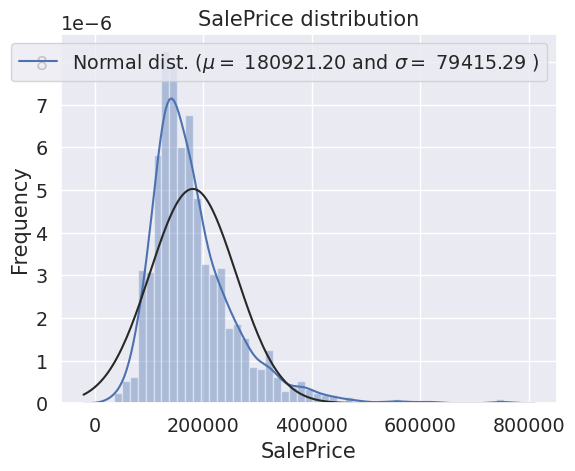 SalePrice distribution
1e−6
Normal dist. (μ = 180921.20 and σ = 79415.29 )
8
7
6
5
4
3
2
1
0
Frequency
0 200000 400000 600000 800000
SalePrice